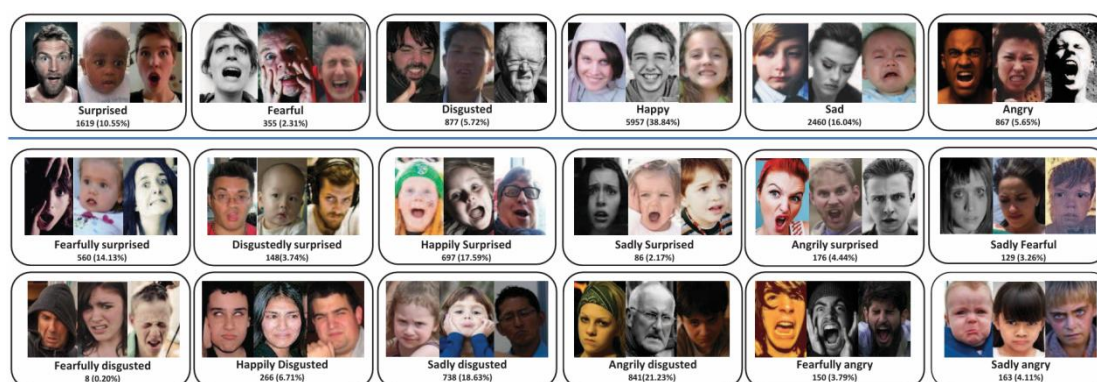 Surprised
1619 (10.55%)
Fearful
355 (2.31%)
Disgusted
877 (5.72%)
Happy
5957 (38.84%)
Sad
2460 (16.04%)
Angry
867 (5.65%)
Fearfully surprised
560 (14.13%)
Disgustedly surprised
148(3.74%)
Happily Surprised
697 (17.59%)
Sadly Surprised
86 (2.17%)
Angrily surprised
176 (4.44%)
Sadly Fearful
129 (3.26%)
Fearfully disgusted
8 (0.20%)
Happily Disgusted
266 (6.71%)
Sadly disgusted
738 (18.63%)
Angrily disgusted
841(21.23%)
Fearfully angry
150 (3.79%)
Sadly angry
163 (4.11%)